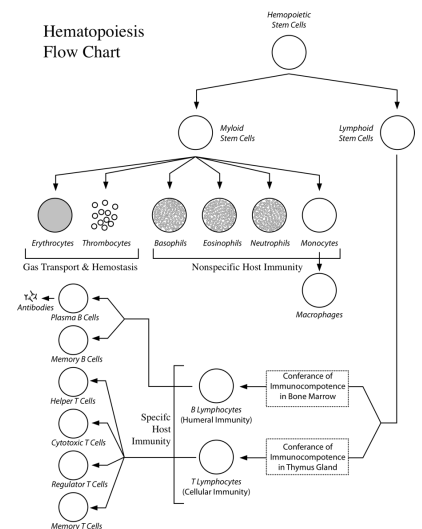 Hematopoiesis
Flow Chart
Hemopoietic
Stem Cells
Myloid
Stem Cells
Lymphoid
Stem Cells
Erythrocytes
Thrombocytes
Basophils
Eosinophils
Neutrophils
Monocytes
Gas Transport & Hemostasis
Nonspecific Host Immunity
Macrophages
Antibodies
Plasma B Cells
Memory B Cells
Helper T Cells
Cytotoxic T Cells
Regulator T Cells
Memory T Cells
Specifc
Host
Immunity
B Lymphocytes
(Humeral Immunity)
T Lymphocytes
(Cellular Immunity)
Conferance of
Immunocompotence
in Bone Marrow
Conferance of
Immunocompotence
in Thymus Gland